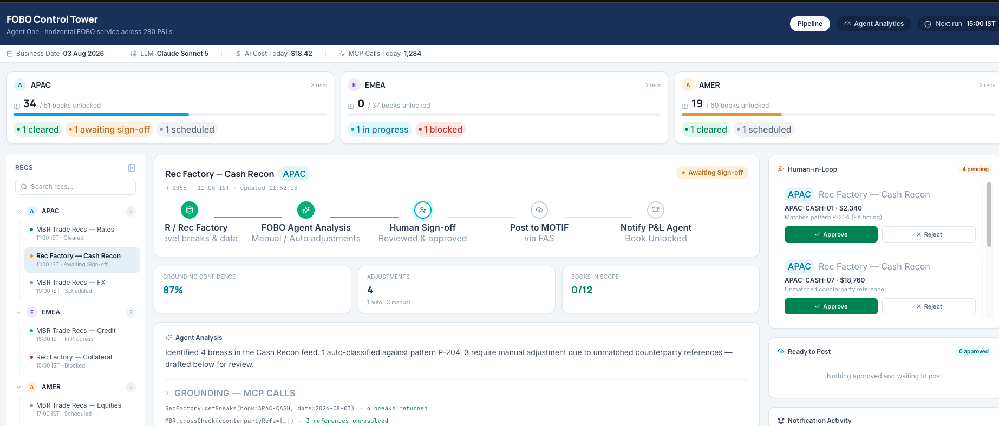 FOBO Control Tower
Agent One · horizontal FOBO service across 280 P&Ls
Pipeline
Agent Analytics
Next run 15:00 IST
Business Date 03 Aug 2026
LLM Claude Sonnet 5
AI Cost Today $18.42
MCP Calls Today 1,284
A APAC
3 recs
34 / 61 books unlocked
1 cleared
1 awaiting sign-off
1 scheduled
E EMEA
2 recs
0 / 37 books unlocked
1 in progress
1 blocked
A AMER
2 recs
19 / 60 books unlocked
1 cleared
1 scheduled
RECS
Search recs...
A APAC 3
MBR Trade Recs — Rates
11:00 IST · Cleared
Rec Factory — Cash Recon
11:00 IST · Awaiting Sign-off
MBR Trade Recs — FX
19:00 IST · Scheduled
E EMEA 2
MBR Trade Recs — Credit
15:00 IST · In Progress
Rec Factory — Collateral
15:00 IST · Blocked
A AMER 2
MBR Trade Recs — Equities
17:00 IST · Scheduled
Rec Factory — Cash Recon APAC
Awaiting Sign-off
R-1055 · 11:00 IST · updated 11:52 IST
R / Rec Factory
evel breaks & data
FOBO Agent Analysis
Manual / Auto adjustments
Human Sign-off
Reviewed & approved
Post to MOTIF
via FAS
Notify P&L Agent
Book Unlocked
GROUNDING CONFIDENCE
87%
ADJUSTMENTS
4
1 auto · 3 manual
BOOKS IN SCOPE
0/12
Agent Analysis
Identified 4 breaks in the Cash Recon feed. 1 auto-classified against pattern P-204. 3 require manual adjustment due to unmatched counterparty references —
drafted below for review.
GROUNDING — MCP CALLS
RecFactory.getBreaks(book=APAC-CASH, date=2026-08-03) → 4 breaks returned
MBR.crossCheck(counterpartyRefs=[…]) → 3 references unresolved
Human-in-Loop
4 pending
APAC Rec Factory — Cash Recon
APAC-CASH-01 · $2,340
Matches pattern P-204 (FX timing)
Approve
Reject
APAC Rec Factory — Cash Recon
APAC-CASH-07 · $18,760
Unmatched counterparty reference
Approve
Reject
Ready to Post
0 approved
Nothing approved and waiting to post.
Notification Activity